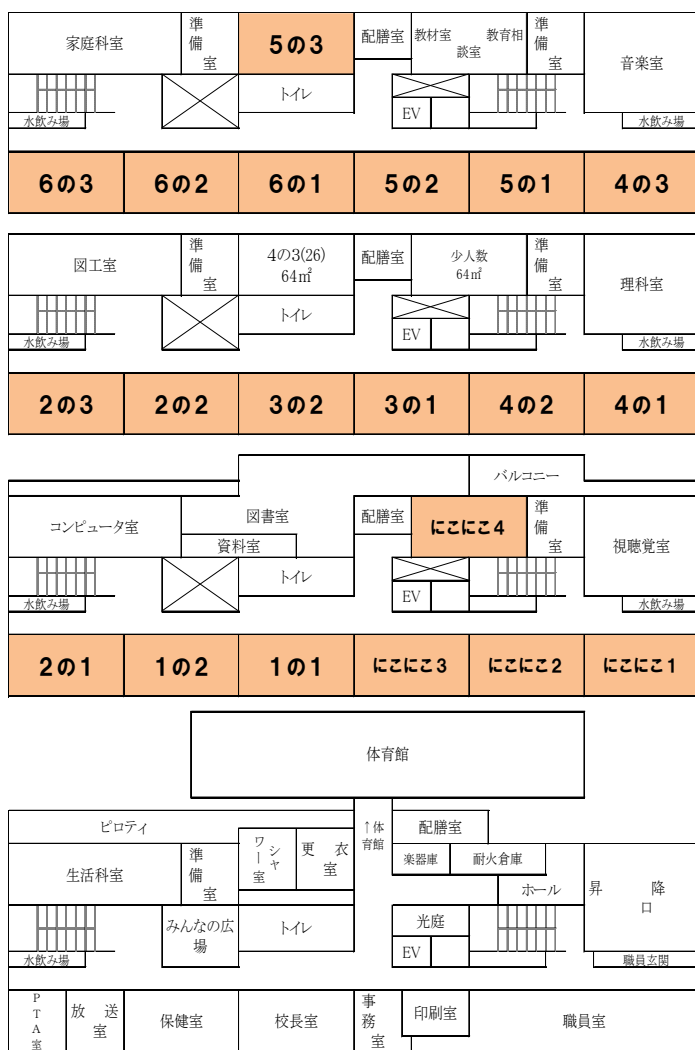 家庭科室
準備室
5の3
配膳室
教材室 教育相談室
準備室
音楽室
トイレ
EV
水飲み場
水飲み場
6の3
6の2
6の1
5の2
5の1
4の3
図工室
準備室
4の3(26)
64㎡
配膳室
少人数
64㎡
準備室
理科室
トイレ
EV
水飲み場
水飲み場
2の3
2の2
3の2
3の1
4の2
4の1
バルコニー
コンピュータ室
図書室
資料室
配膳室
にこにこ4
準備室
視聴覚室
トイレ
EV
水飲み場
水飲み場
2の1
1の2
1の1
にこにこ3
にこにこ2
にこにこ1
体育館
ピロティ
↑体育館
配膳室
生活科室
準備室
ワーシヤ室
更衣室
楽器庫
耐火倉庫
ホール
昇降口
みんなの広場
トイレ
光庭
EV
水飲み場
職員玄関
PTA室
放送室
保健室
校長室
事務室
印刷室
職員室